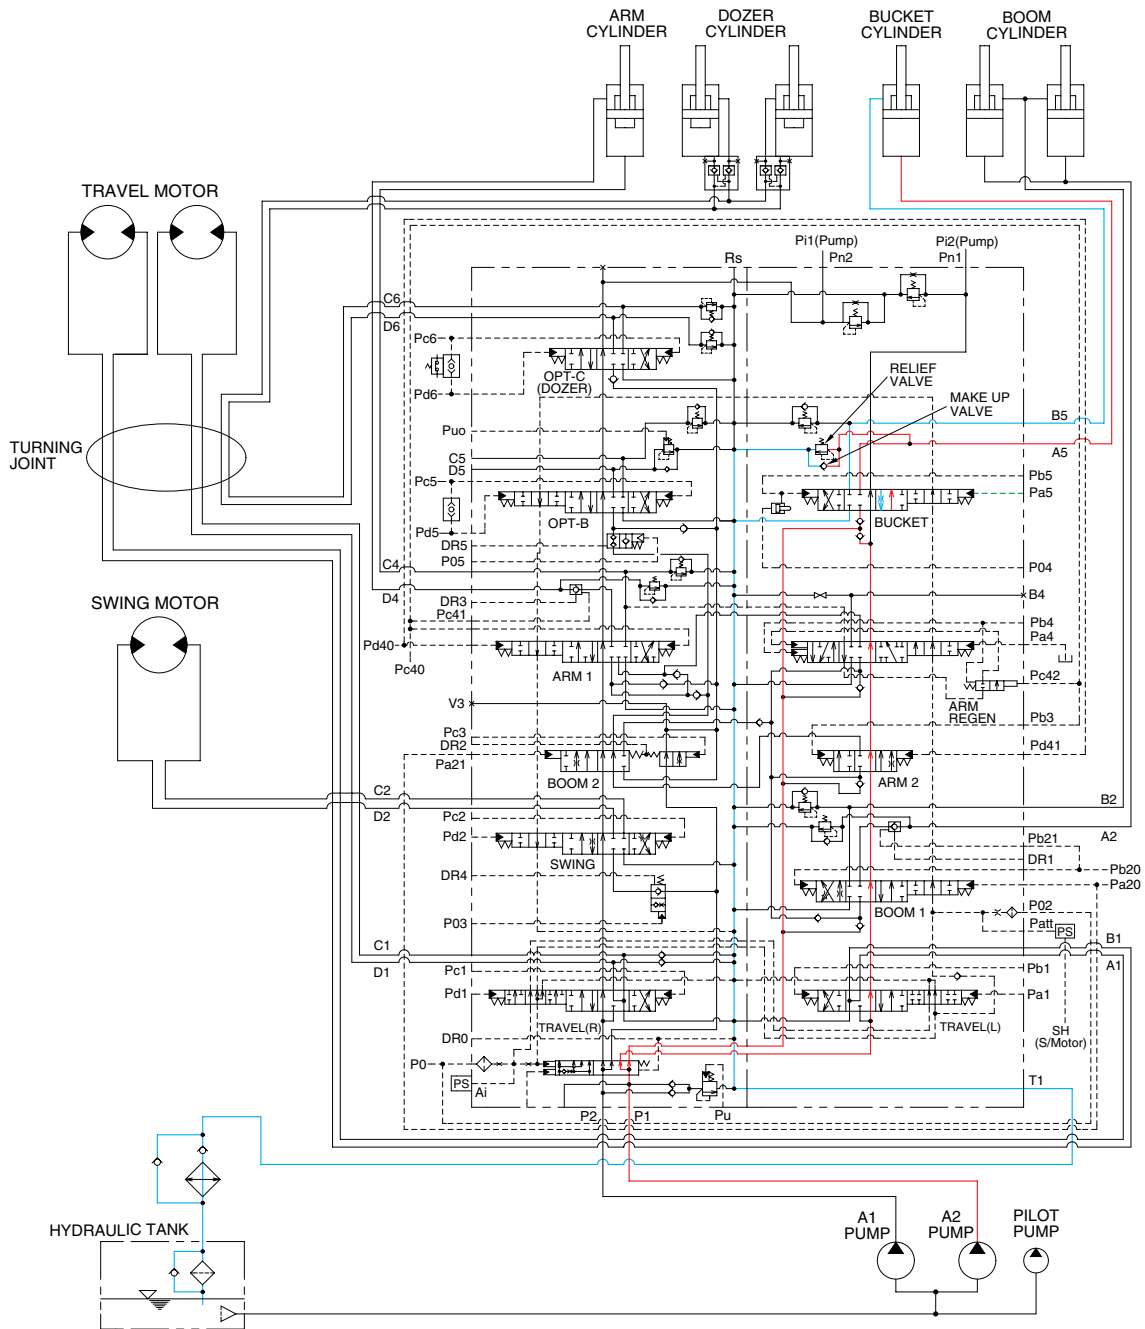 ARM
CYLINDER
DOZER
CYLINDER
BUCKET
CYLINDER
BOOM
CYLINDER
TRAVEL MOTOR
Pi1(Pump)
Pn2
Pi2(Pump)
Pn1
Rs
C6
D6
Pc6
Pd6
OPT-C
(DOZER)
RELIEF
VALVE
MAKE UP
VALVE
B5
A5
TURNING
JOINT
Puo
C5
D5
Pc5
Pd5
OPT-B
Pb5
Pa5
BUCKET
DR5
P05
P04
C4
D4
DR3
Pc41
B4
SWING MOTOR
Pd40
Pc40
ARM 1
Pb4
Pa4
Pc42
ARM
REGEN
V3
Pc3
DR2
Pa21
BOOM 2
Pb3
Pd41
ARM 2
C2
D2
Pc2
Pd2
SWING
B2
A2
Pb21
DR1
Pb20
Pa20
DR4
P03
BOOM 1
P02
Patt
PS
C1
D1
Pc1
Pd1
TRAVEL(R)
B1
A1
Pb1
Pa1
TRAVEL(L)
SH
(S/Motor)
DR0
P0
PS
Ai
P2
P1
Pu
T1
HYDRAULIC TANK
A1
PUMP
A2
PUMP
PILOT
PUMP